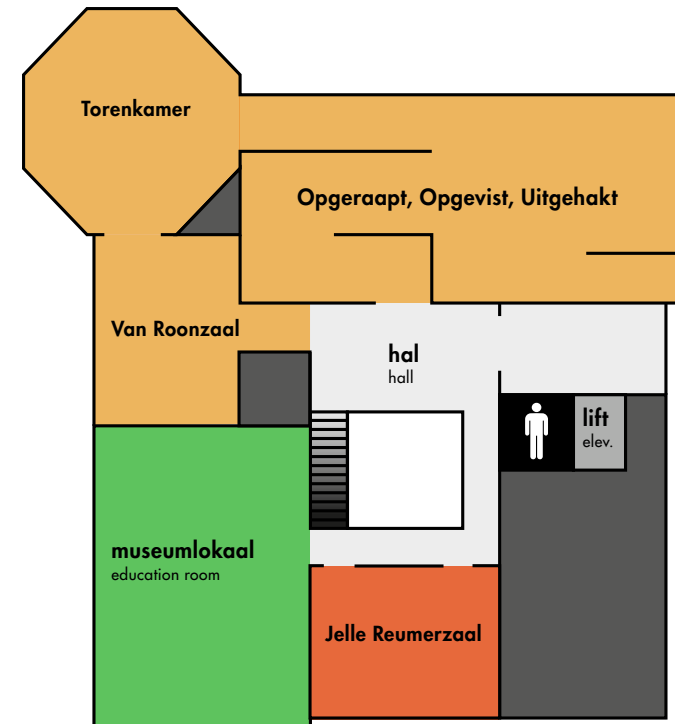 Torenkamer
Opgeraapt, Opgevist, Uitgehakt
Van Roonzaal
hal
hall
lift
elev.
museumlokaal
education room
Jelle Reumerzaal